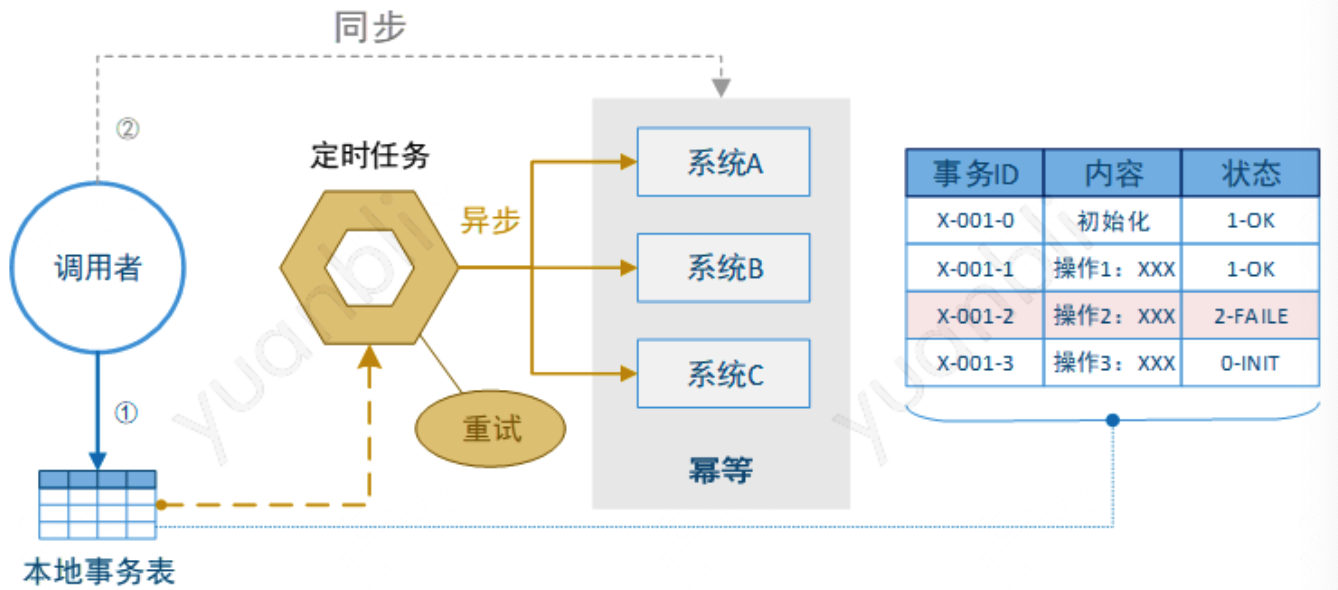 同步
②
定时任务
调用者
异步
系统A
系统B
系统C
重试
幂等
①
本地事务表
事务ID 内容 状态
X-001-0 初始化 1-OK
X-001-1 操作1：XXX 1-OK
X-001-2 操作2：XXX 2-FAILE
X-001-3 操作3：XXX 0-INIT
yuanbli
yuanbli